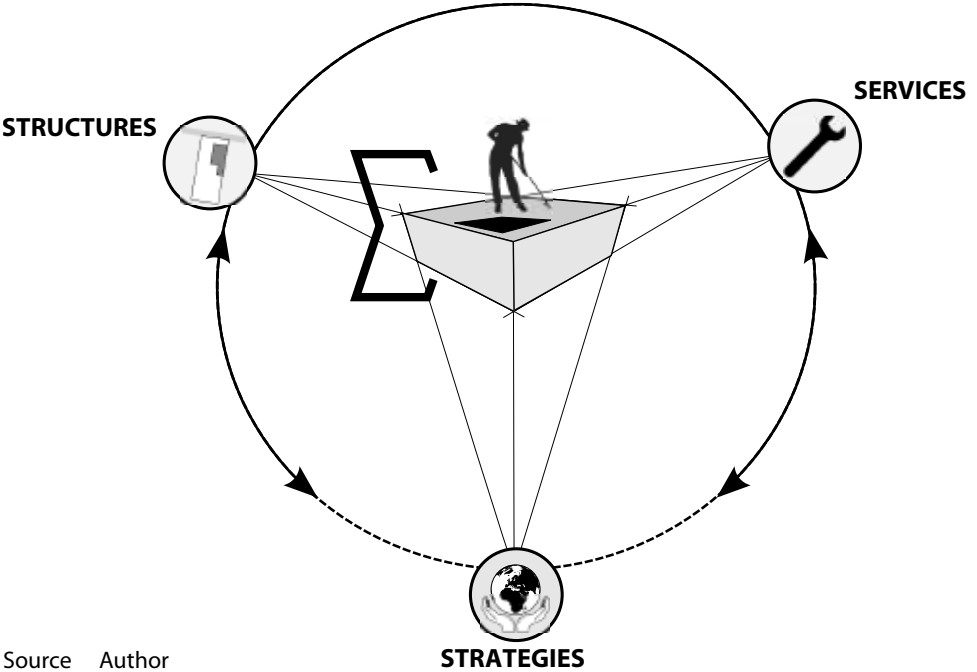 SERVICES
STRUCTURES
Σ
STRATEGIES
Source Author